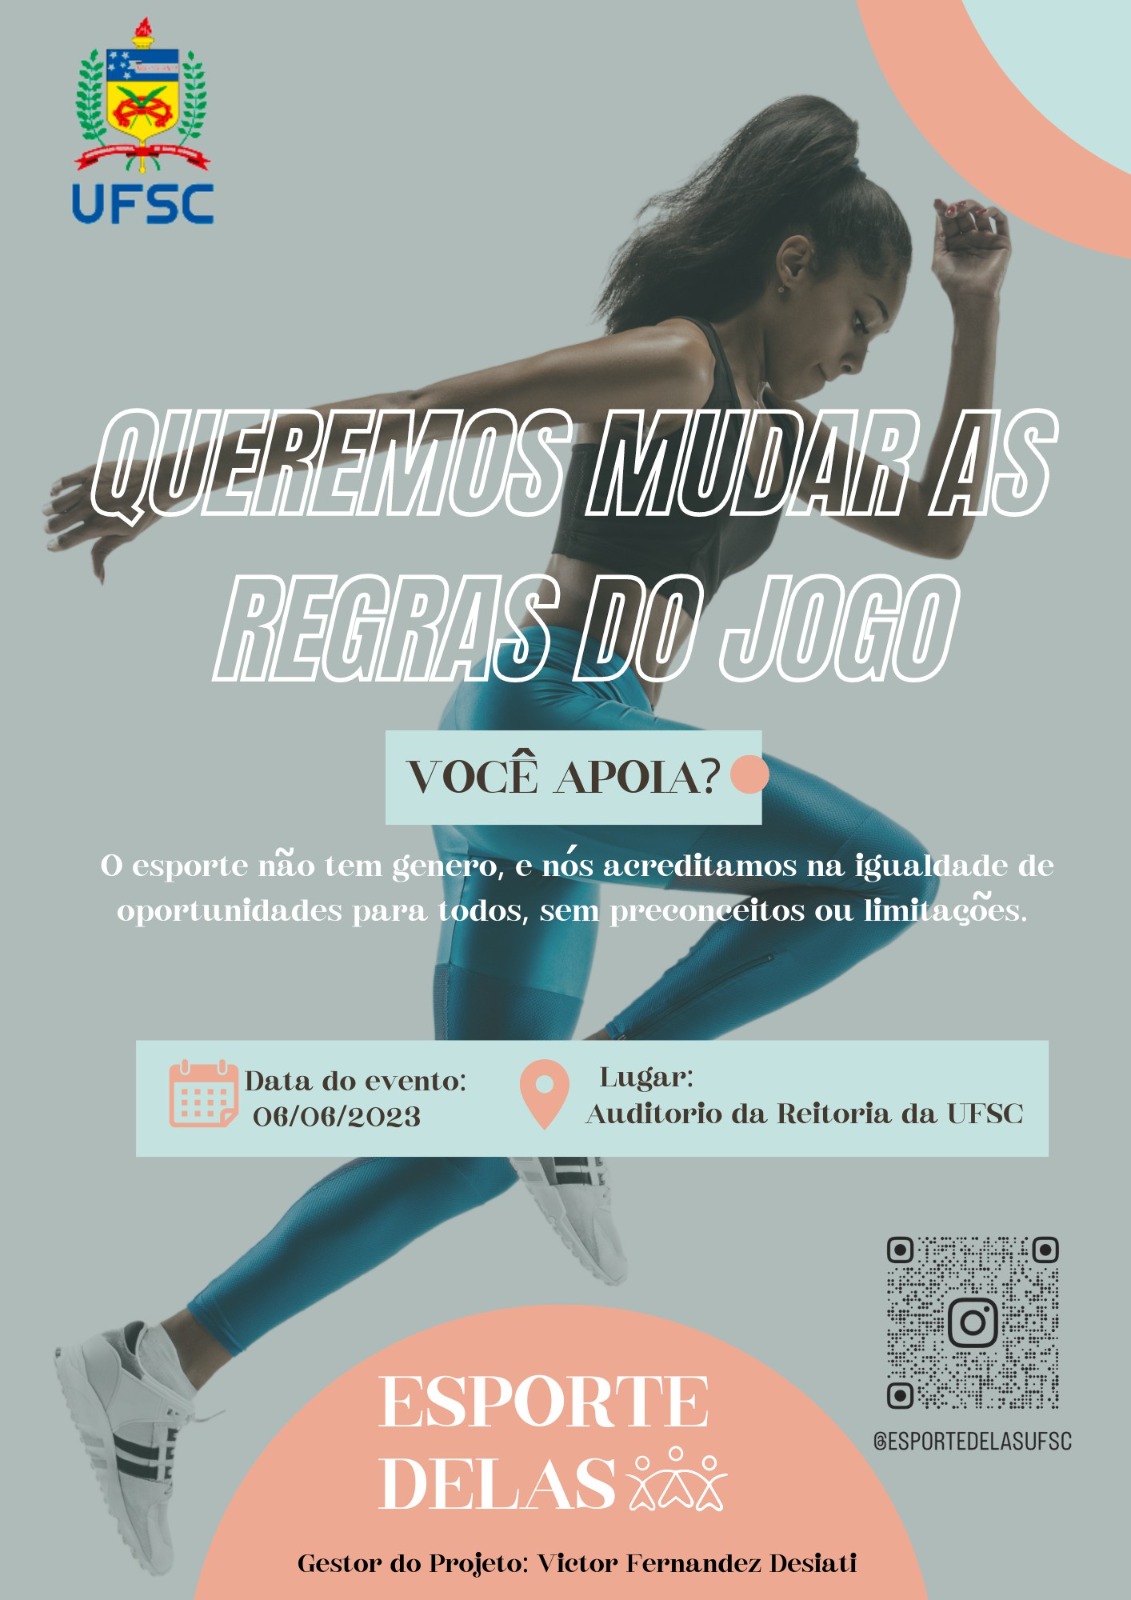 UFSC
QUEREMOS MUDAR AS
REGRAS DO JOGO
VOCÊ APOIA?
O esporte não tem genero, e nós acreditamos na igualdade de
oportunidades para todos, sem preconceitos ou limitações.
Data do evento:
06/06/2023
Lugar:
Auditorio da Reitoria da UFSC
@ESPORTEDELASUFSC
ESPORTE
DELAS
Gestor do Projeto: Victor Fernandez Desiati